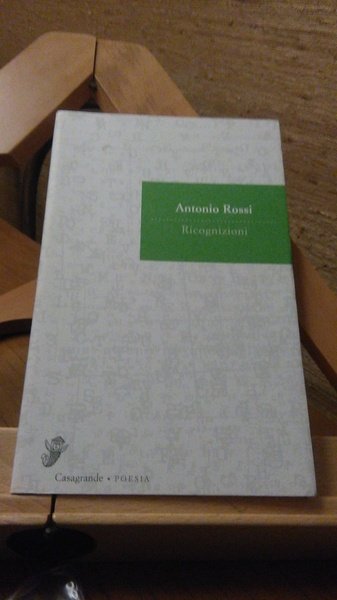 Antonio Rossi
Ricognizioni
Casagrande • POESIA